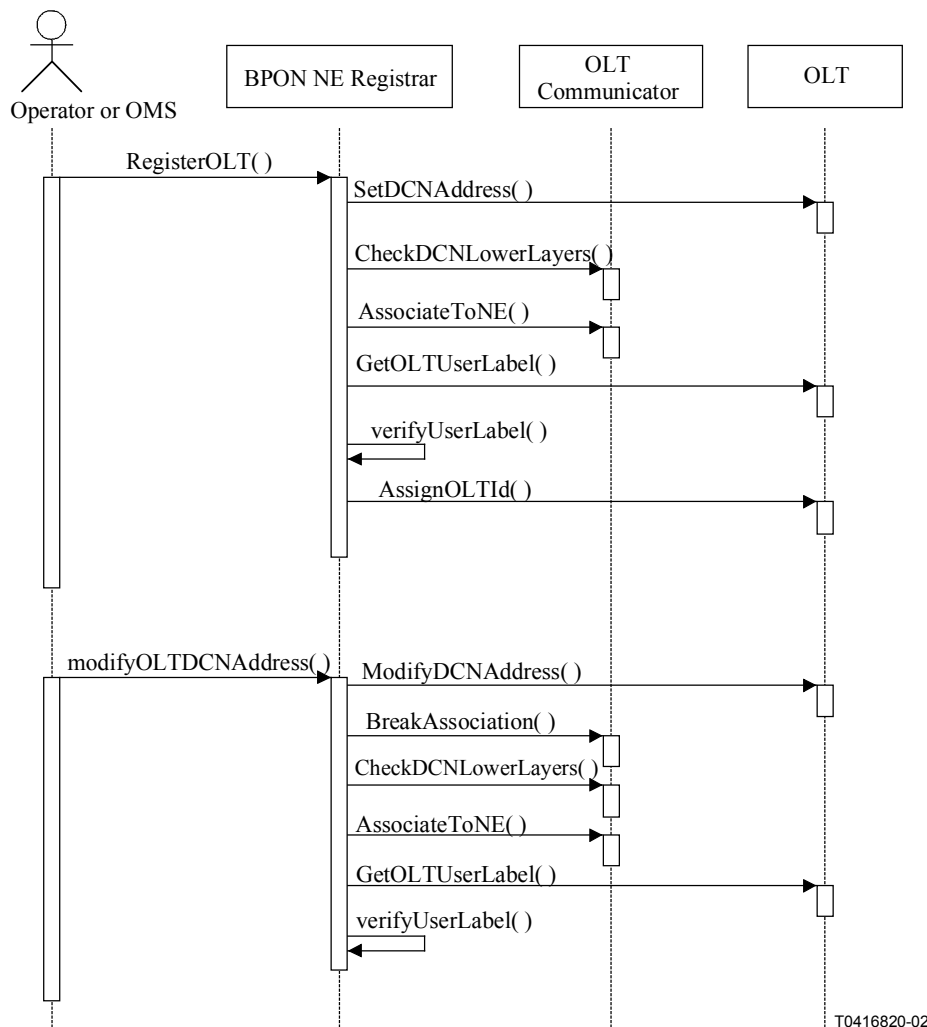 Operator or OMS
BPON NE Registrar
OLT
Communicator
OLT
RegisterOLT( )
SetDCNAddress( )
CheckDCNLowerLayers( )
AssociateToNE( )
GetOLTUserLabel( )
verifyUserLabel( )
AssignOLTId( )
modifyOLTDCNAddress( )
ModifyDCNAddress( )
BreakAssociation( )
CheckDCNLowerLayers( )
AssociateToNE( )
GetOLTUserLabel( )
verifyUserLabel( )
T0416820-02